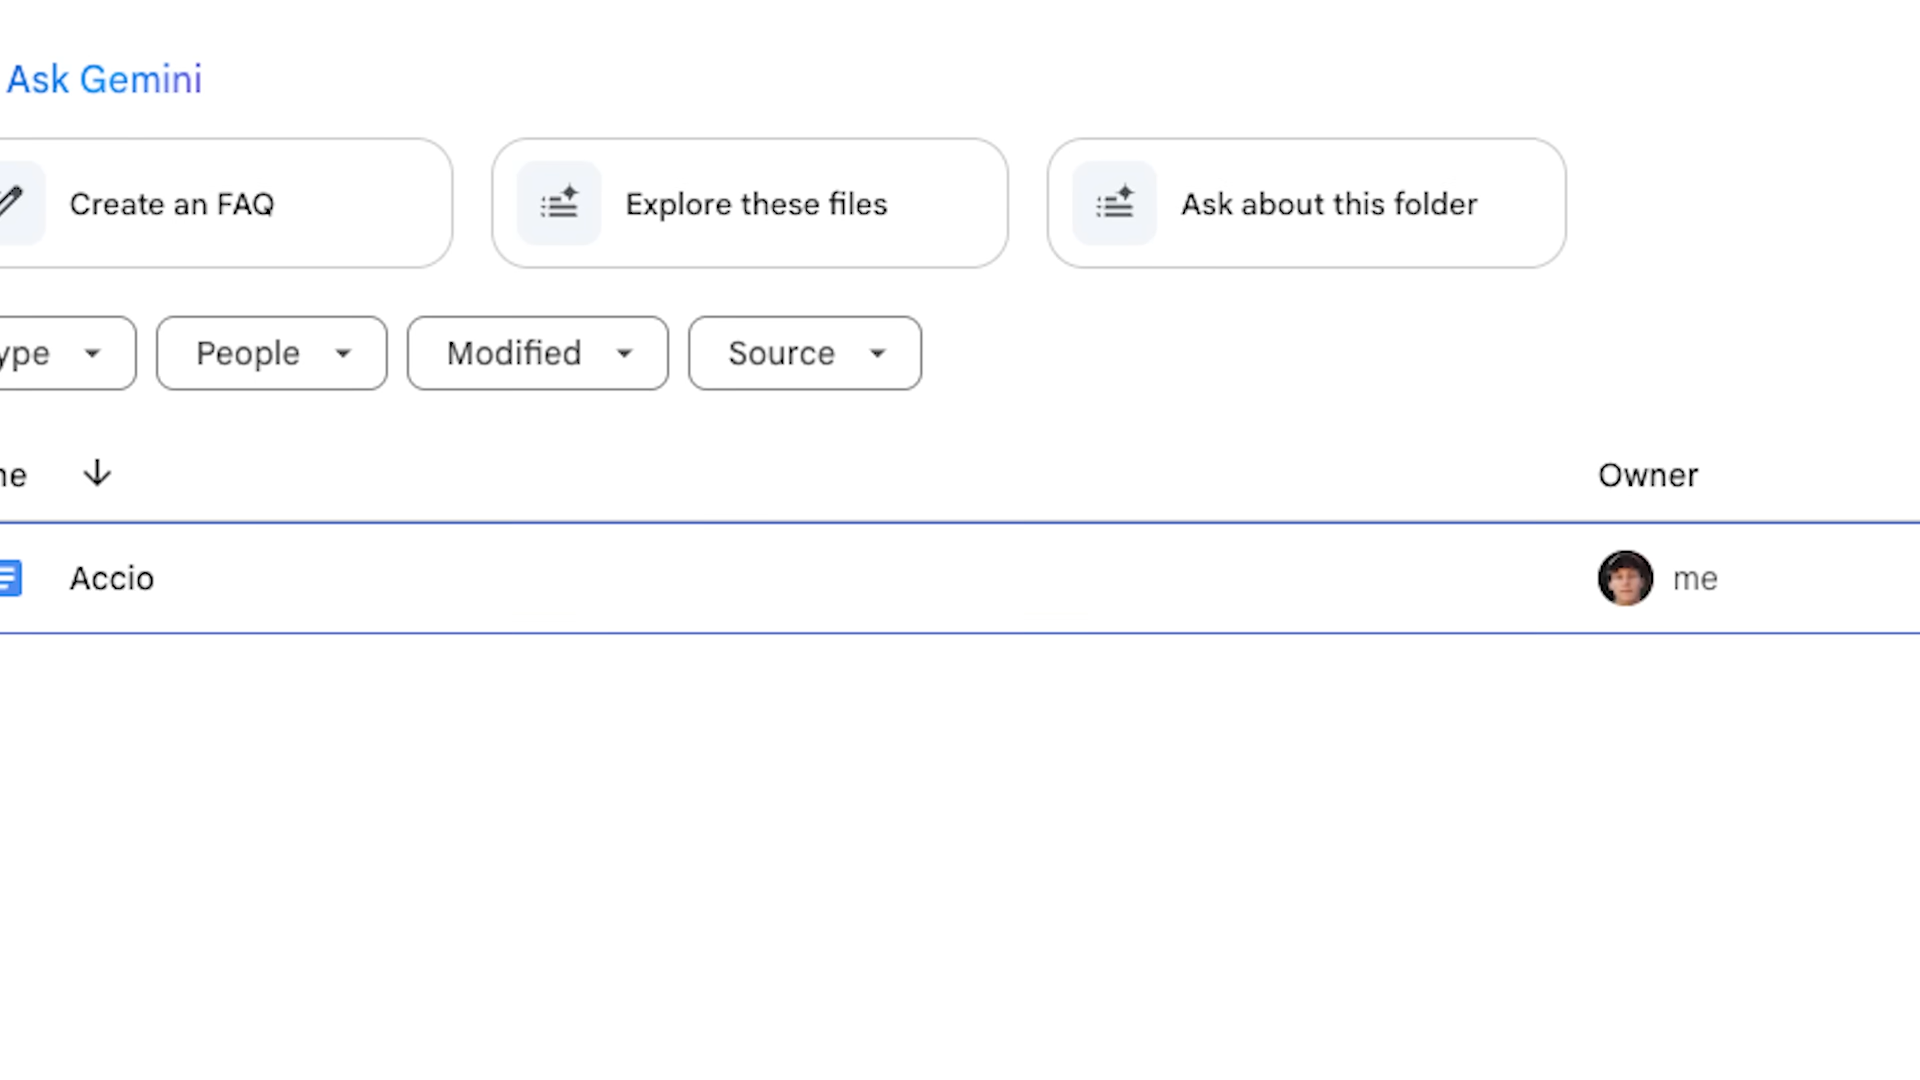 Ask Gemini
Create an FAQ Explore these files Ask about this folder
ype People Modified Source
ne Owner
Accio me